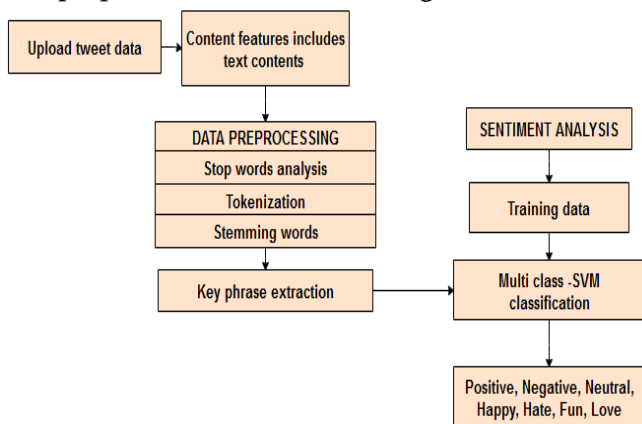 Upload tweet data
Content features includes
text contents
DATA PREPROCESSING
Stop words analysis
Tokenization
Stemming words
Key phrase extraction
SENTIMENT ANALYSIS
Training data
Multi class -SVM
classification
Positive, Negative, Neutral,
Happy, Hate, Fun, Love